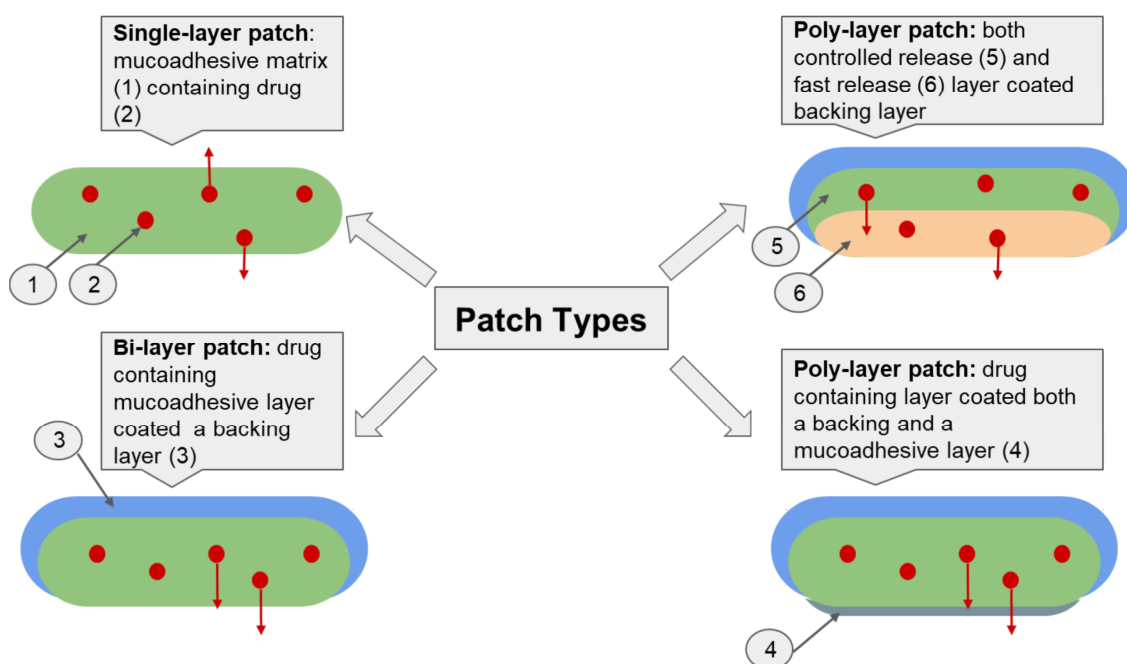 Single-layer patch:
mucoadhesive matrix
(1) containing drug
(2)
1
2
Poly-layer patch: both
controlled release (5) and
fast release (6) layer coated
backing layer
5
6
Patch Types
Bi-layer patch: drug
containing
mucoadhesive layer
coated a backing
layer (3)
3
Poly-layer patch: drug
containing layer coated both
a backing and a
mucoadhesive layer (4)
4